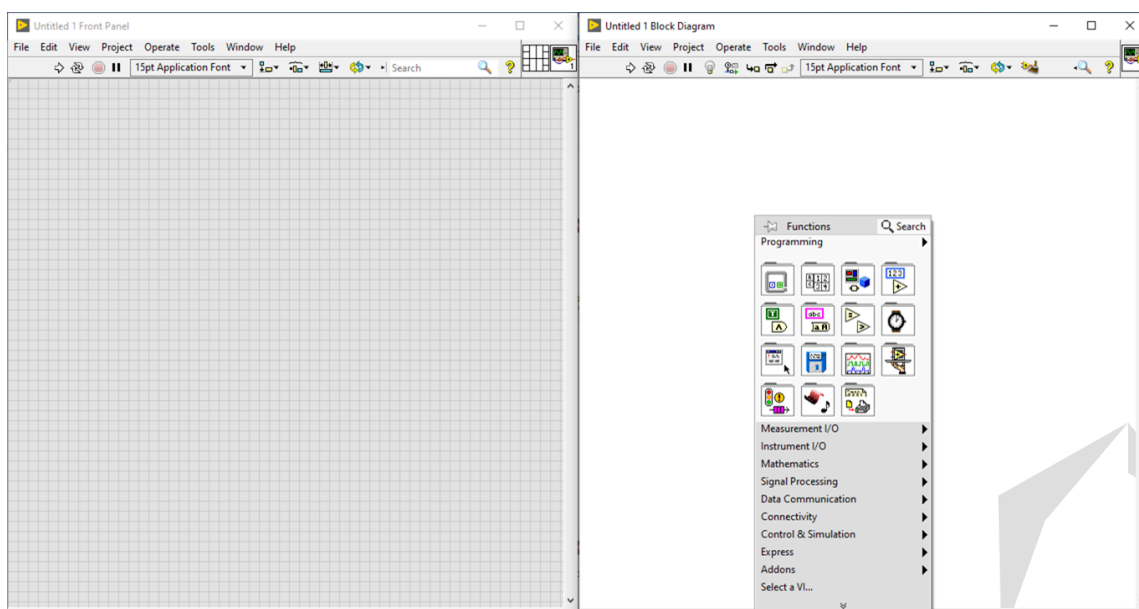 Untitled 1 Front Panel
File Edit View Project Operate Tools Window Help
15pt Application Font Search
Untitled 1 Block Diagram
File Edit View Project Operate Tools Window Help
15pt Application Font
Functions Search
Programming
Measurement I/O
Instrument I/O
Mathematics
Signal Processing
Data Communication
Connectivity
Control & Simulation
Express
Addons
Select a VI...